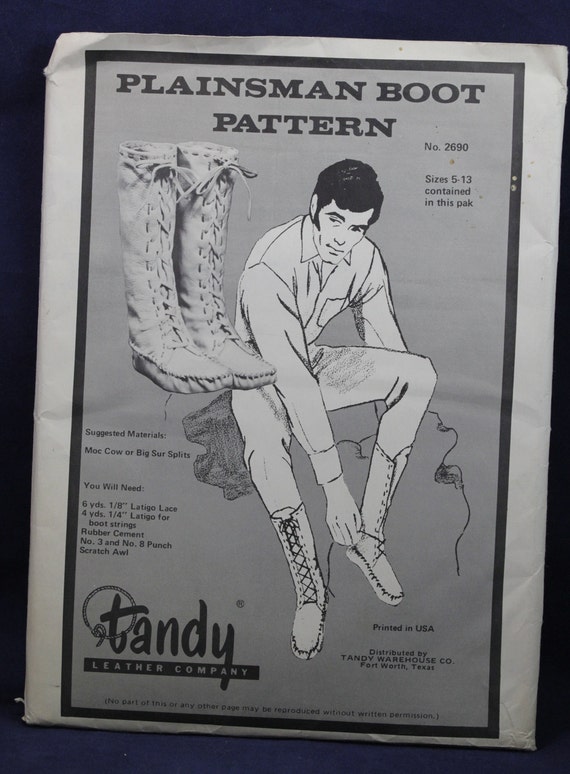 PLAINSMAN BOOT
PATTERN
No. 2690
Sizes 5-13
contained
in this pak
Suggested Materials:
Moc Cow or Big Sur Splits
You Will Need:
6 yds. 1/8" Latigo Lace
4 yds. 1/4" Latigo for
boot strings
Rubber Cement
No. 3 and No. 8 Punch
Scratch Awl
tandy ®
LEATHER COMPANY
Printed in USA
Distributed by
TANDY WAREHOUSE CO.
Fort Worth, Texas
(No part of this or any other page may be reproduced without written permission.)